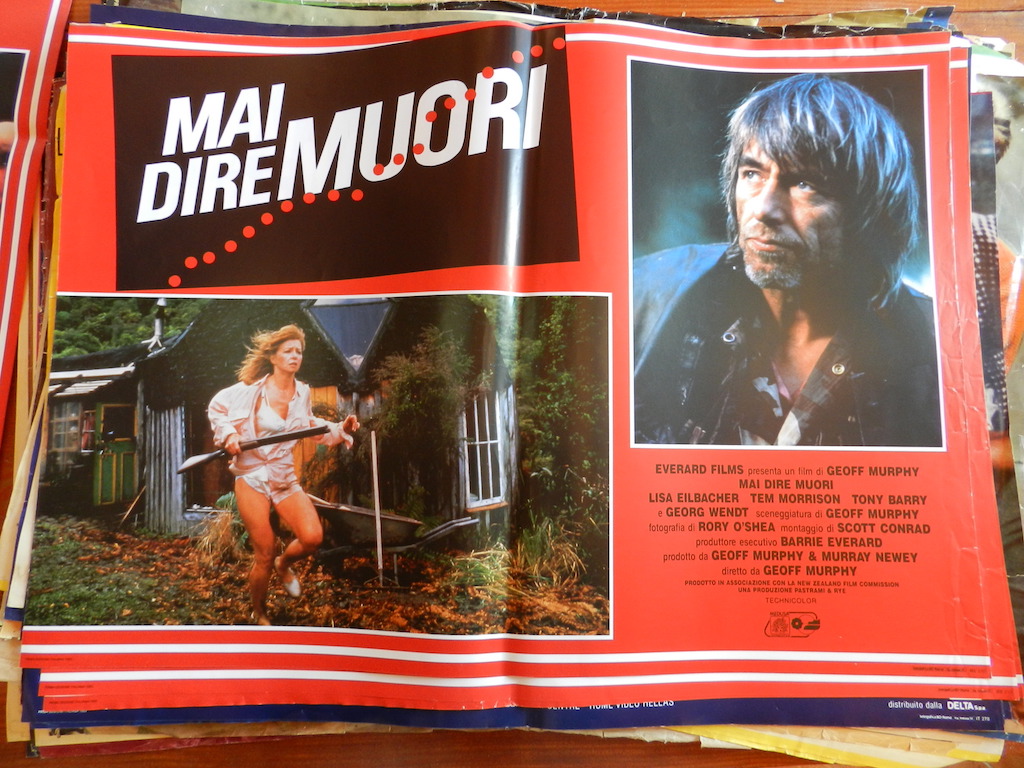 MAI
DIRE MUORI
EVERARD FILMS presenta un film di GEOFF MURPHY
MAI DIRE MUORI
LISA EILBACHER TEM MORRISON TONY BARRY
e GEORG WENDT sceneggiatura di GEOFF MURPHY
fotografia di RORY O'SHEA montaggio di SCOTT CONRAD
produttore esecutivo BARRIE EVERARD
prodotto da GEOFF MURPHY & MURRAY NEWEY
diretto da GEOFF MURPHY
PRODOTTO IN ASSOCIAZIONE CON LA NEW ZEALAND FILM COMMISSION
UNA PRODUZIONE PASTRAMI & RYE
TECHNICOLOR
HOME VIDEO HELLAS
distribuito dalla DELTA S.p.A.